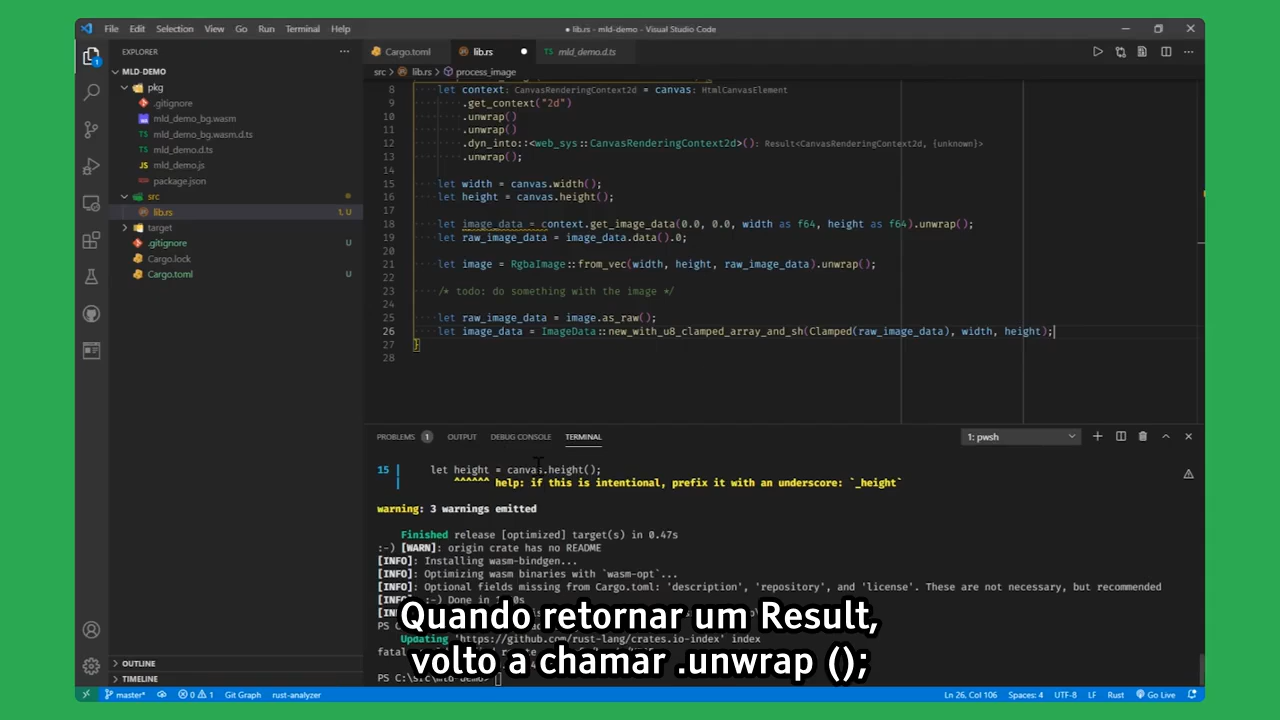 File Edit Selection View Go Run Terminal Help
● lib.rs - Visual Studio Code
EXPLORER
MLD-DEMO
pkg
.gitignore
mld_demo_bg.wasm
mld_demo_bg.wasm.d.ts
mld_demo.d.ts
mld_demo.js
package.json
src
lib.rs 1, U
target
.gitignore U
Cargo.lock
Cargo.toml U
OUTLINE
TIMELINE
Cargo.toml lib.rs mld_demo.d.ts
src > lib.rs > process_image
8 let context: CanvasRenderingContext2d = canvas: HtmlCanvasElement
9 .get_context("2d")
10 .unwrap()
11 .unwrap()
12 .dyn_into::<web_sys::CanvasRenderingContext2d>(): Result<CanvasRenderingContext2d, {unknown}>
13 .unwrap();
14
15 let width = canvas.width();
16 let height = canvas.height();
17
18 let image_data = context.get_image_data(0.0, 0.0, width as f64, height as f64).unwrap();
19 let raw_image_data = image_data.data().0;
20
21 let image = RgbaImage::from_vec(width, height, raw_image_data).unwrap();
22
23 /* todo: do something with the image */
24
25 let raw_image_data = image.as_raw();
26 let image_data = ImageData::new_with_u8_clamped_array_and_sh(Clamped(raw_image_data), width, height);
27 }
28
PROBLEMS 1 OUTPUT DEBUG CONSOLE TERMINAL
1: pwsh
15 | let height = canvas.height();
| ^^^^^^ help: if this is intentional, prefix it with an underscore: `_height`
warning: 3 warnings emitted
Finished release [optimized] target(s) in 0.47s
:-) [WARN]: origin crate has no README
[INFO]: Installing wasm-bindgen...
[INFO]: Optimizing wasm binaries with `wasm-opt`...
[INFO]: Optional fields missing from Cargo.toml: 'description', 'repository', and 'license'. These are not necessary, but recommended
[INFO]: :-) Done in
[INFO]:
PS
Updating 'https://github.com/rust-lang/crates.io-index' index
PS C:\src\mld-demo>
Quando retornar um Result,
volto a chamar .unwrap ();
master* Git Graph 0 1 rust-analyzer
Ln 26, Col 106 Spaces: 4 UTF-8 LF Rust Go Live